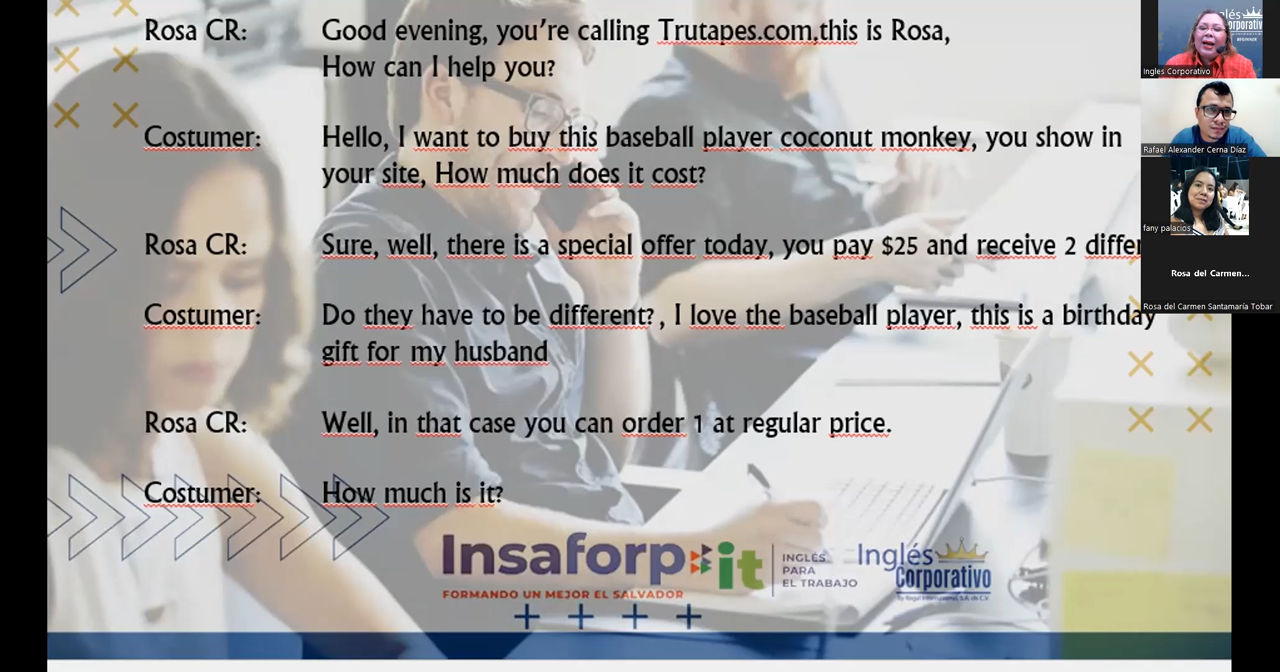 Rosa CR: Good evening, you're calling Trutapes.com,this is Rosa,
How can I help you?
Costumer: Hello, I want to buy this baseball player coconut monkey, you show in
your site, How much does it cost?
Rosa CR: Sure, well, there is a special offer today, you pay $25 and receive 2
Costumer: Do they have to be different?, I love the baseball player, this is a birthday
gift for my husband
Rosa CR: Well, in that case you can order 1 at regular price.
Costumer: How much is it?
Insaforp it
FORMANDO UN MEJOR EL SALVADOR
INGLÉS
PARA
EL TRABAJO
Inglés
Corporativo
Ingles Corporativo
Rafael Alexander Cerna Díaz
fany palacios
Rosa del Carmen...
Rosa del Carmen Santamaría Tobar